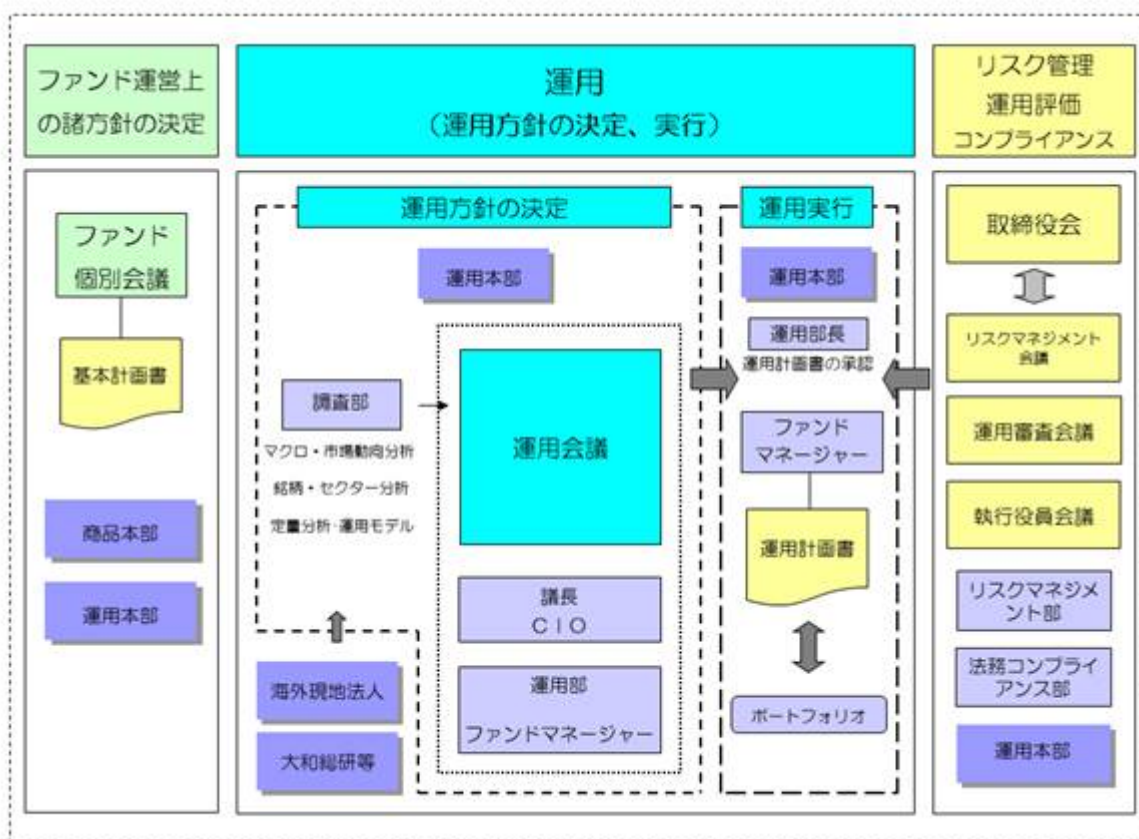 ファンド運営上
の諸方針の決定
運用
（運用方針の決定、実行）
リスク管理
運用評価
コンプライアンス
ファンド
個別会議
基本計画書
商品本部
運用本部
運用方針の決定
運用本部
調査部
マクロ・市場動向分析
銘柄・セクター分析
定量分析・運用モデル
運用会議
議長
ＣＩＯ
運用部
ファンドマネージャー
海外現地法人
大和総研等
運用実行
運用本部
運用部長
運用計画書の承認
ファンド
マネージャー
運用計画書
ポートフォリオ
取締役会
リスクマネジメント
会議
運用審査会議
執行役員会議
リスクマネジメ
ント部
法務コンプライ
アンス部
運用本部